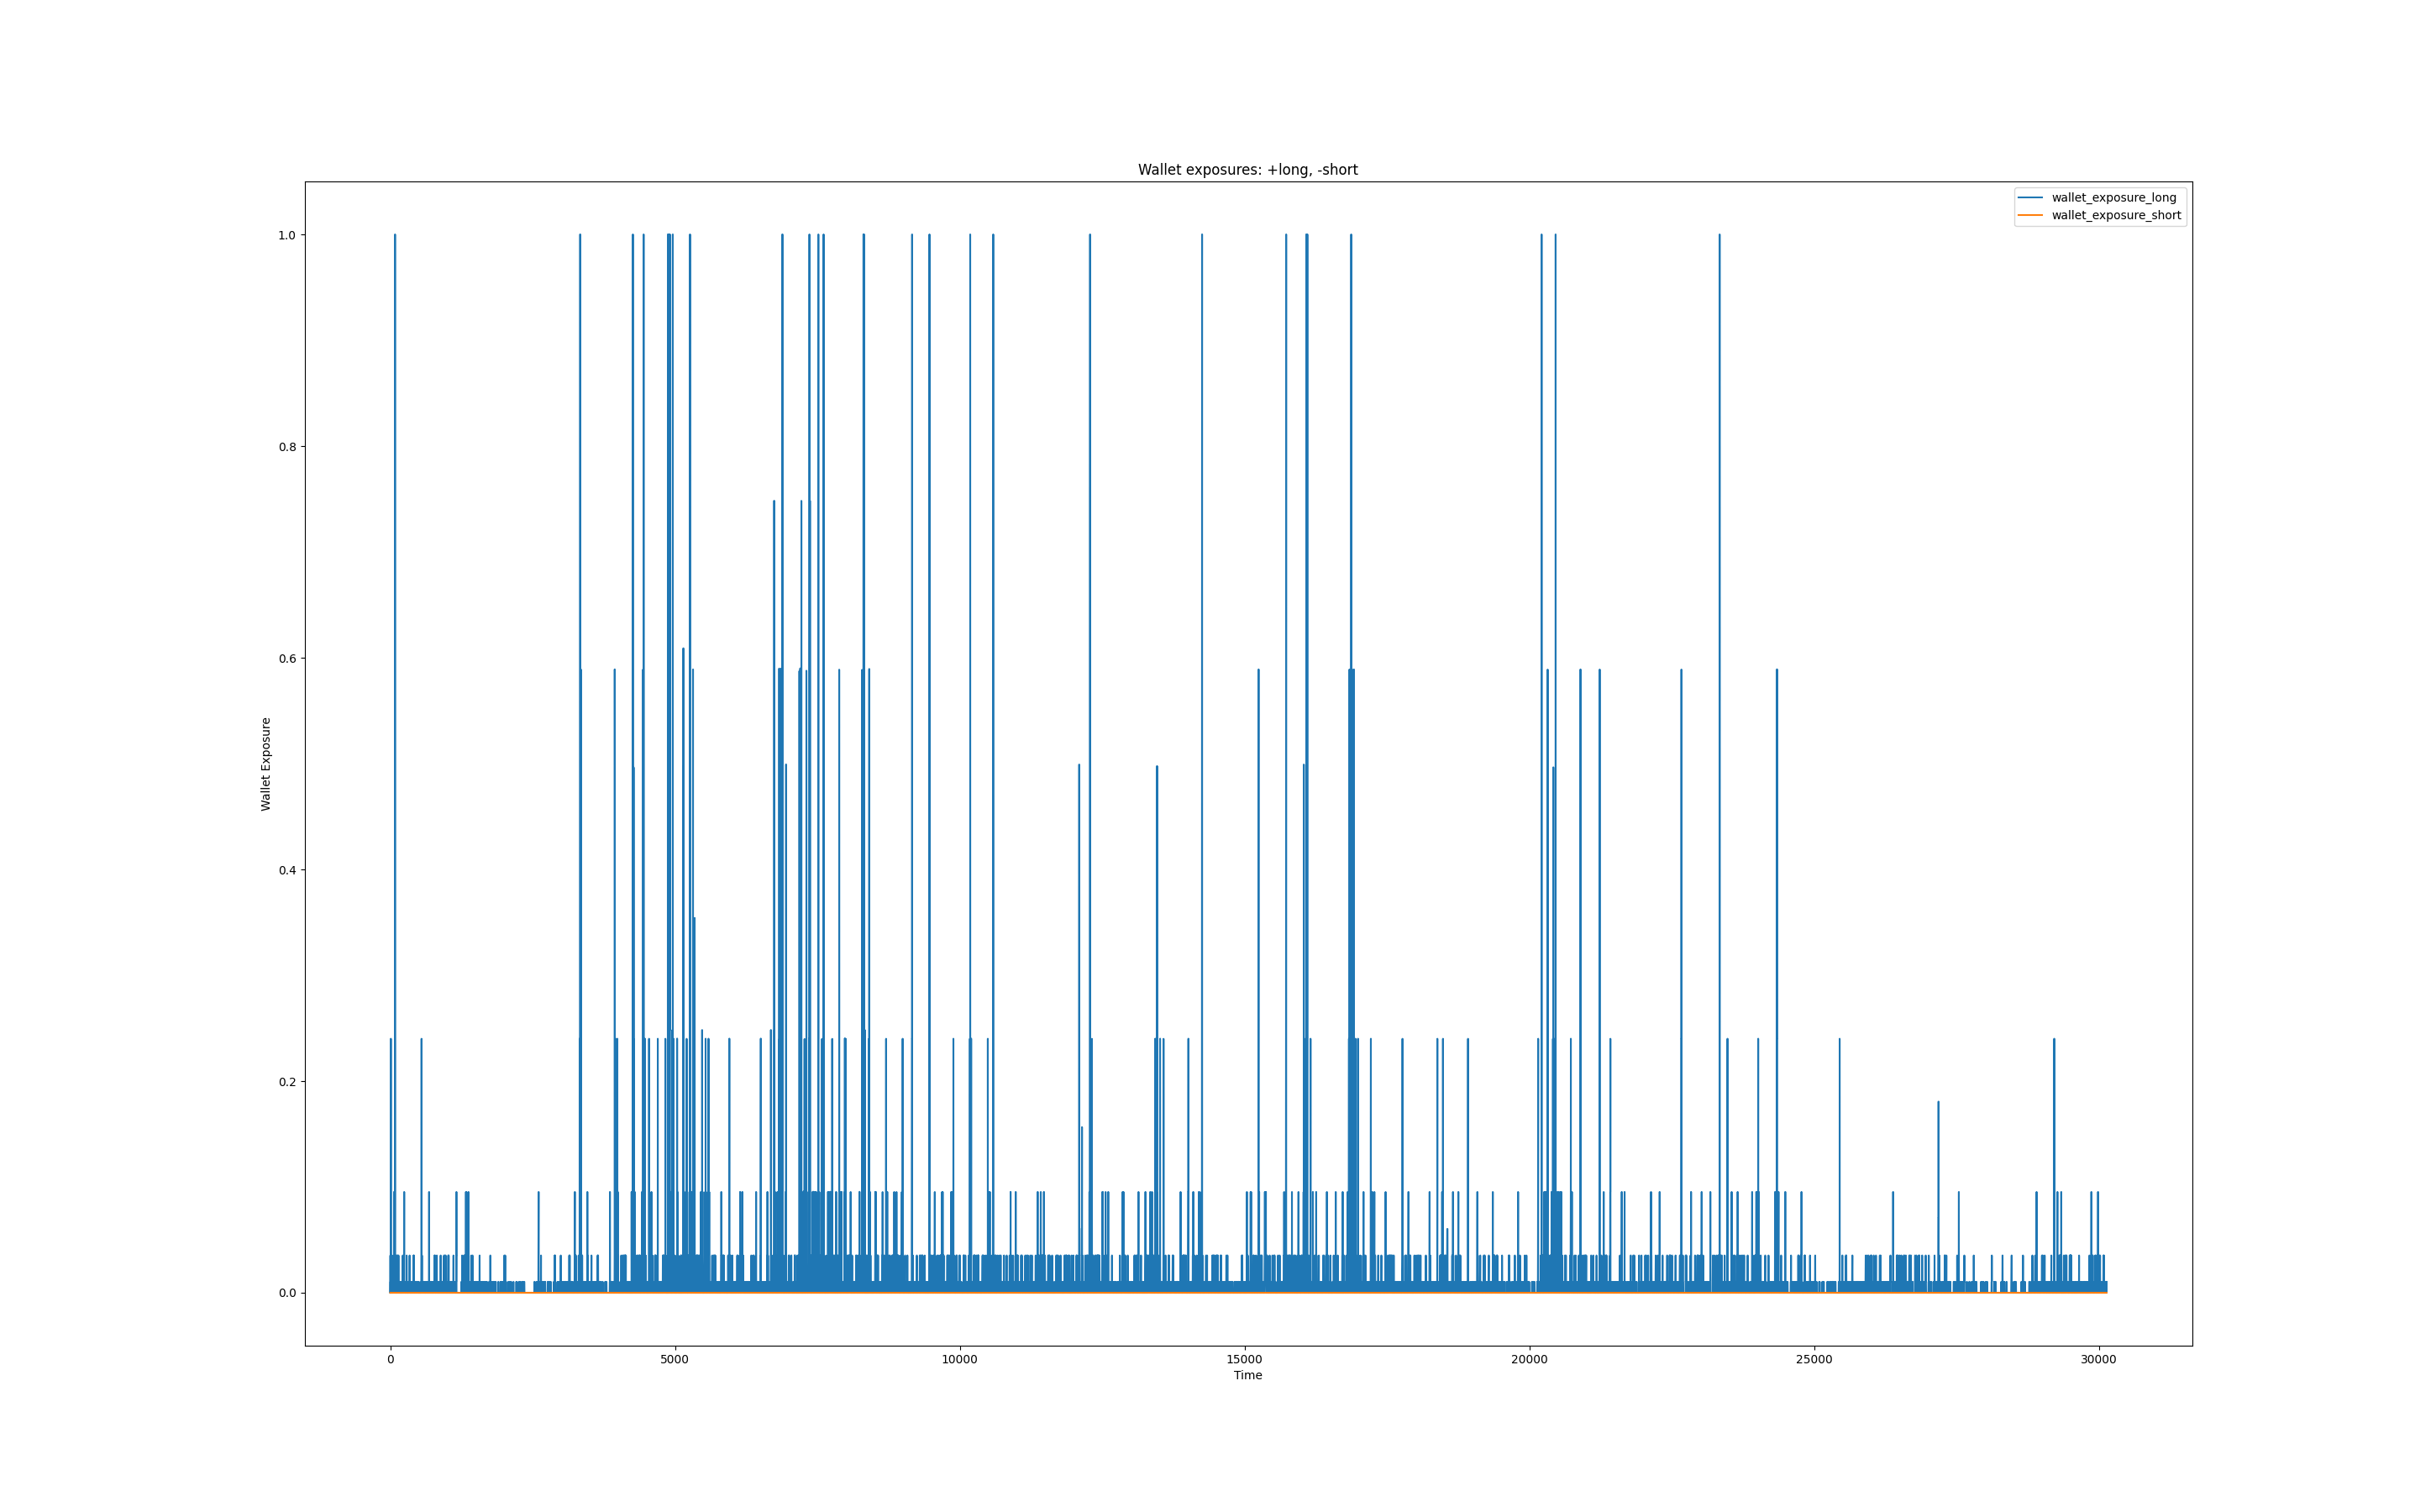 Wallet exposures: +long, -short
wallet_exposure_long
wallet_exposure_short
1.0
0.8
0.6
0.4
0.2
0.0
Wallet Exposure
0 5000 10000 15000 20000 25000 30000
Time